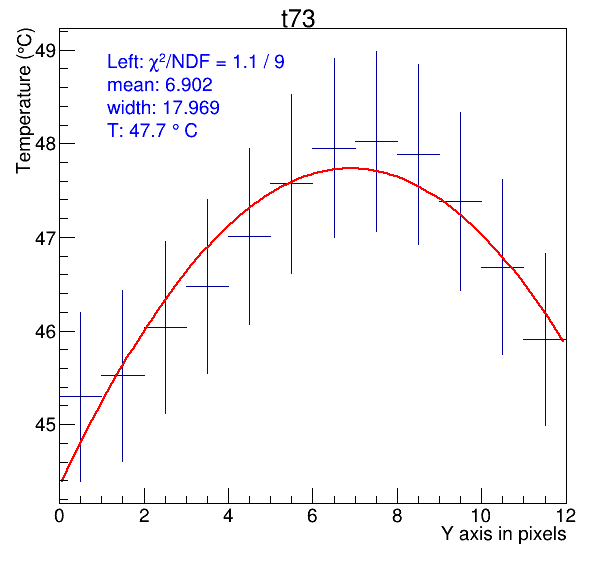 t73
Temperature (°C)
Left: χ²/NDF = 1.1 / 9
mean: 6.902
width: 17.969
T: 47.7 ° C
49
48
47
46
45
0 2 4 6 8 10 12
Y axis in pixels